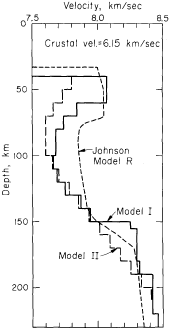 Velocity, km/sec
7.5 8.0 8.5
0
Crustal vel.=6.15 km/sec
50
Johnson
Model R
100
Depth, km
Model I
150
Model II
200